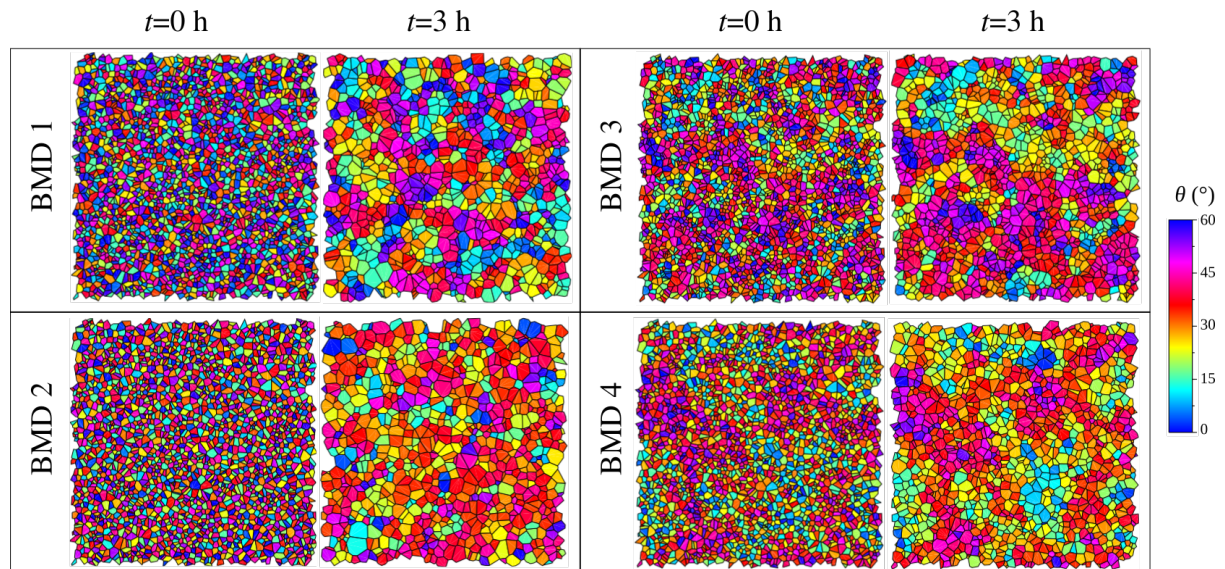 t=0 h
t=3 h
t=0 h
t=3 h
BMD 1
BMD 3
BMD 2
BMD 4
θ (°)
60
45
30
15
0